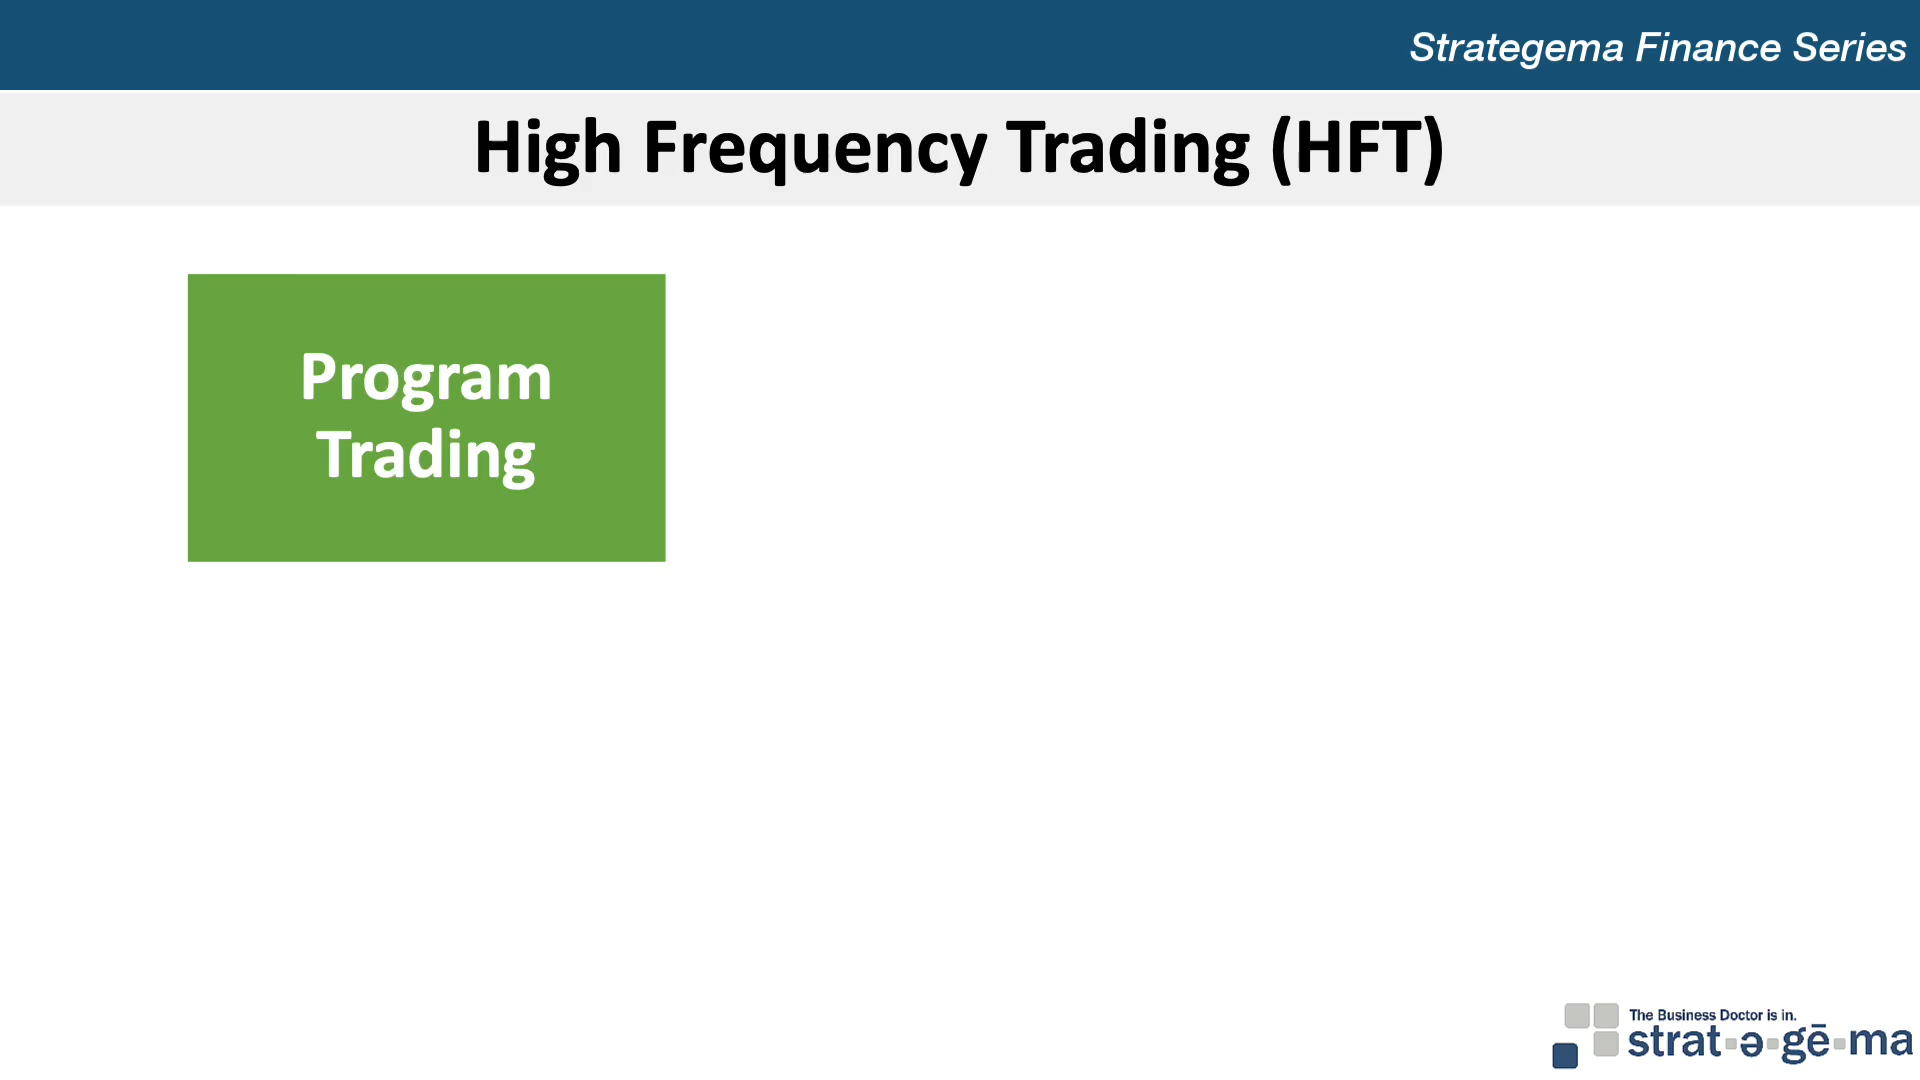 Strategema Finance Series
High Frequency Trading (HFT)
Program
Trading
The Business Doctor is in.
strat-ə-gē-ma